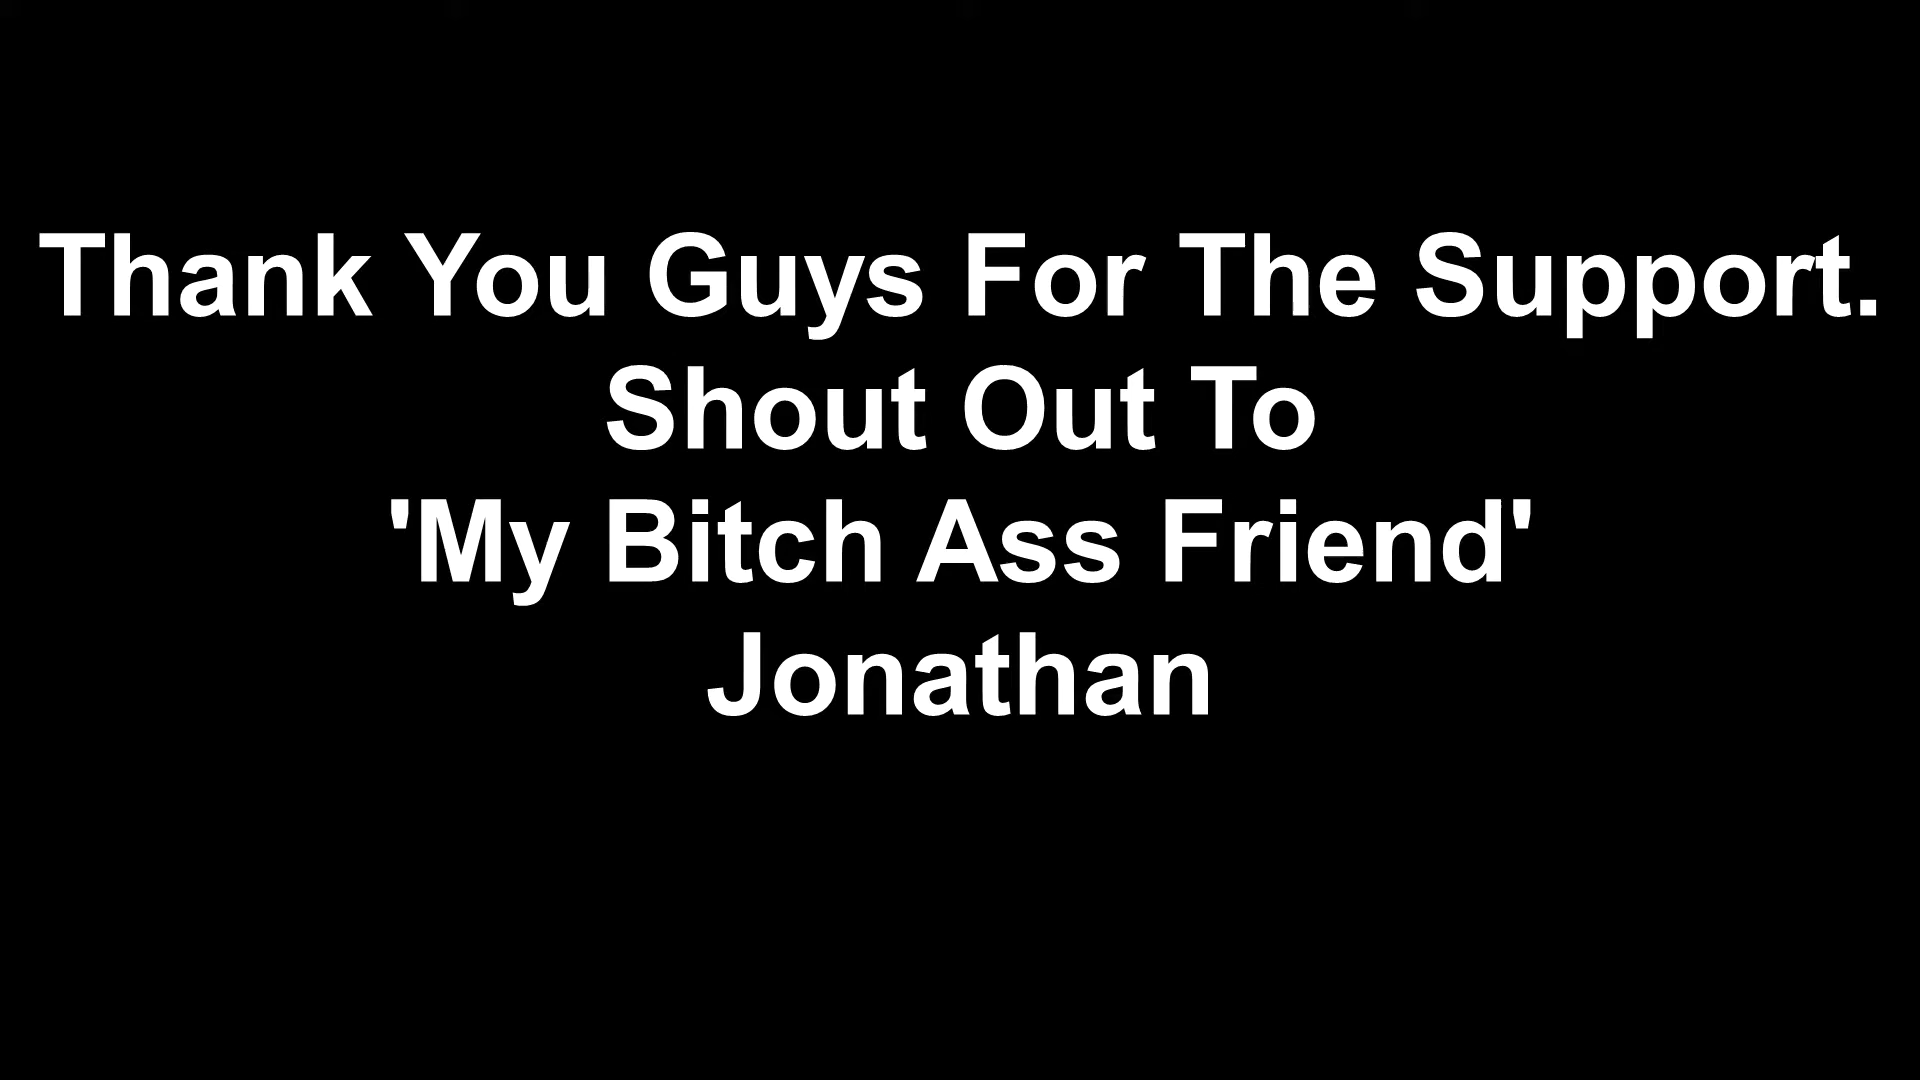 Thank You Guys For The Support.
Shout Out To
'My Bitch Ass Friend'
Jonathan